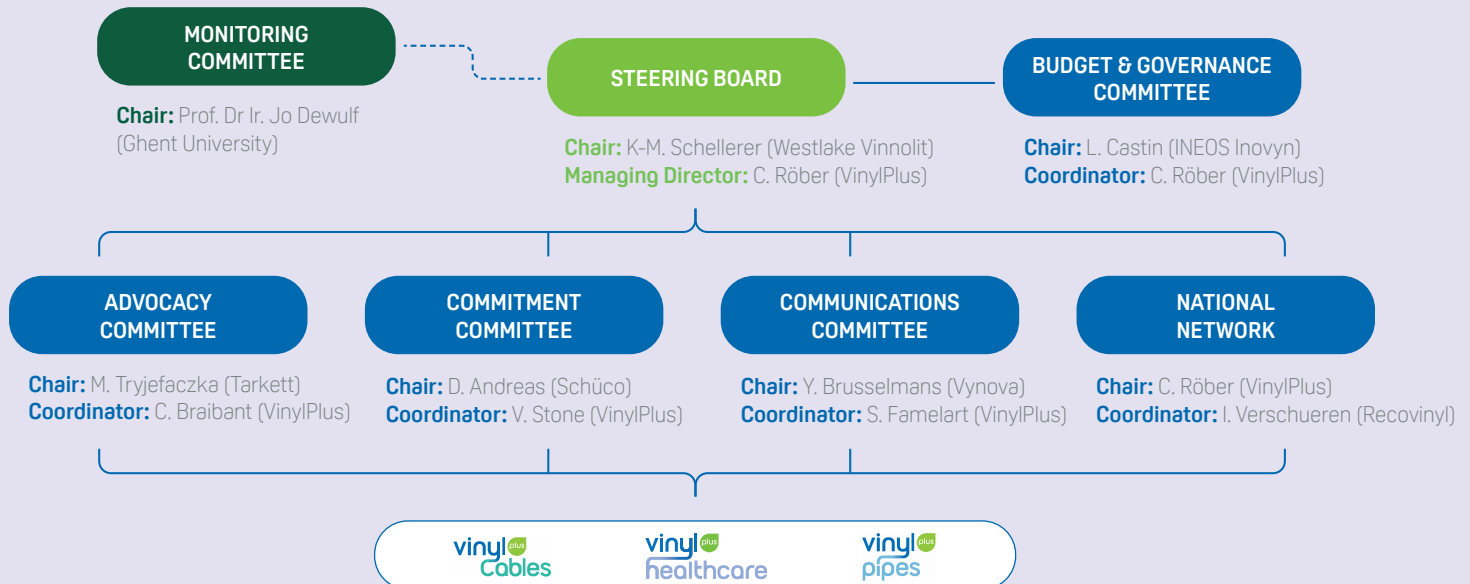 MONITORING
COMMITTEE
Chair: Prof. Dr Ir. Jo Dewulf
(Ghent University)
STEERING BOARD
Chair: K-M. Schellerer (Westlake Vinnolit)
Managing Director: C. Röber (VinylPlus)
BUDGET & GOVERNANCE
COMMITTEE
Chair: L. Castin (INEOS Inovyn)
Coordinator: C. Röber (VinylPlus)
ADVOCACY
COMMITTEE
Chair: M. Tryjefaczka (Tarkett)
Coordinator: C. Braibant (VinylPlus)
COMMITMENT
COMMITTEE
Chair: D. Andreas (Schüco)
Coordinator: V. Stone (VinylPlus)
COMMUNICATIONS
COMMITTEE
Chair: Y. Brusselmans (Vynova)
Coordinator: S. Famelart (VinylPlus)
NATIONAL
NETWORK
Chair: C. Röber (VinylPlus)
Coordinator: I. Verschueren (Recovinyl)
vinyl plus
cables
vinyl plus
healthcare
vinyl plus
pipes